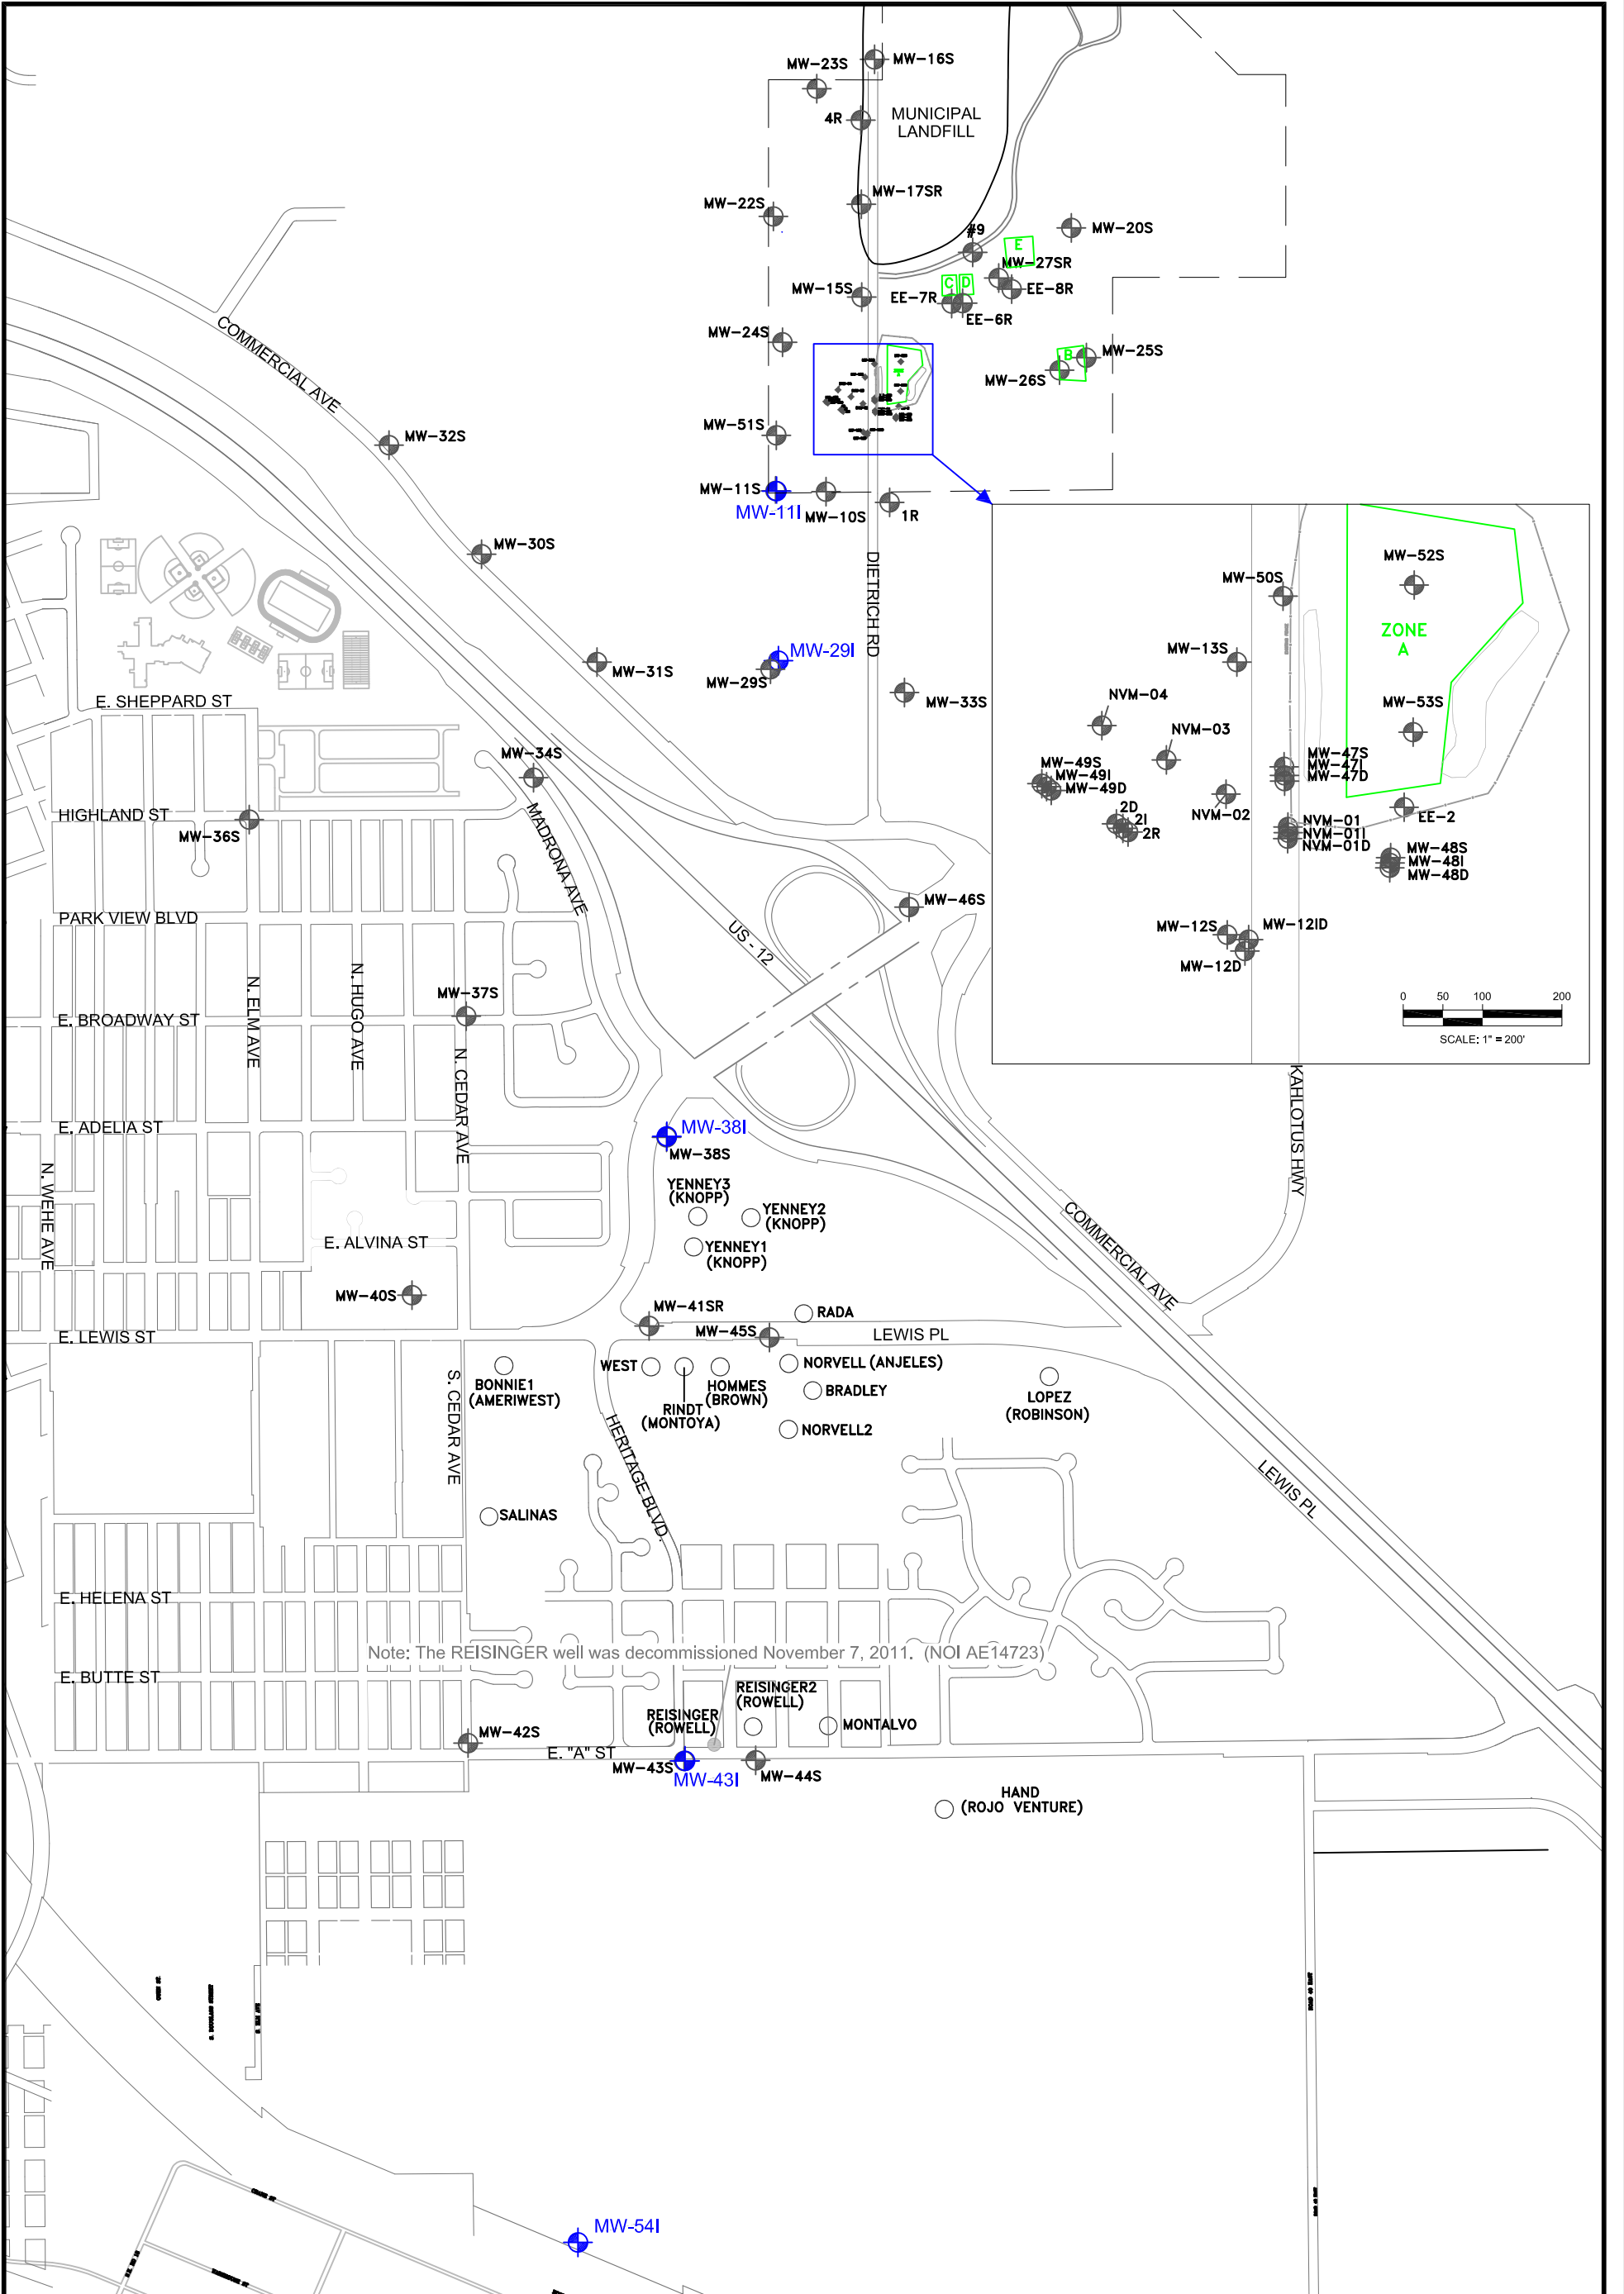 MW-23S
MW-16S
4R
MUNICIPAL
LANDFILL
MW-22S
MW-17SR
#9
MW-20S
E
MW-27SR
MW-15S
EE-7R
C
D
EE-8R
EE-6R
MW-24S
B
MW-25S
MW-26S
COMMERCIAL AVE
MW-32S
MW-51S
MW-11S
MW-11I
MW-10S
1R
MW-30S
DIETRICH RD
MW-52S
MW-50S
ZONE
A
MW-13S
MW-53S
NVM-04
NVM-03
MW-47S
MW-47I
MW-47D
MW-49S
MW-49I
MW-49D
2D
2I
2R
NVM-02
EE-2
NVM-01
NVM-01I
NVM-01D
MW-48S
MW-48I
MW-48D
MW-12S
MW-12ID
MW-12D
0 50 100 200
SCALE: 1" = 200'
MW-29I
MW-31S
MW-29S
MW-33S
E. SHEPPARD ST
MW-34S
HIGHLAND ST
MW-36S
MADRONA AVE
PARK VIEW BLVD
MW-46S
US - 12
N. ELM AVE
N. HUGO AVE
MW-37S
E. BROADWAY ST
N. CEDAR AVE
KAHLOTUS HWY
E. ADELIA ST
MW-38I
MW-38S
N. WEHE AVE
YENNEY3
(KNOPP)
YENNEY2
(KNOPP)
YENNEY1
(KNOPP)
COMMERCIAL AVE
E. ALVINA ST
MW-40S
MW-41SR
RADA
E. LEWIS ST
MW-45S
LEWIS PL
WEST
NORVELL (ANJELES)
BONNIE1
(AMERIWEST)
HOMMES
(BROWN)
BRADLEY
RINDT
(MONTOYA)
LOPEZ
(ROBINSON)
NORVELL2
S. CEDAR AVE
HERITAGE BLVD.
LEWIS PL
SALINAS
E. HELENA ST
Note: The REISINGER well was decommissioned November 7, 2011. (NOI AE14723)
E. BUTTE ST
REISINGER2
(ROWELL)
REISINGER
(ROWELL)
MONTALVO
MW-42S
E. "A" ST
MW-43S
MW-43I
MW-44S
HAND
(ROJO VENTURE)
MW-54I